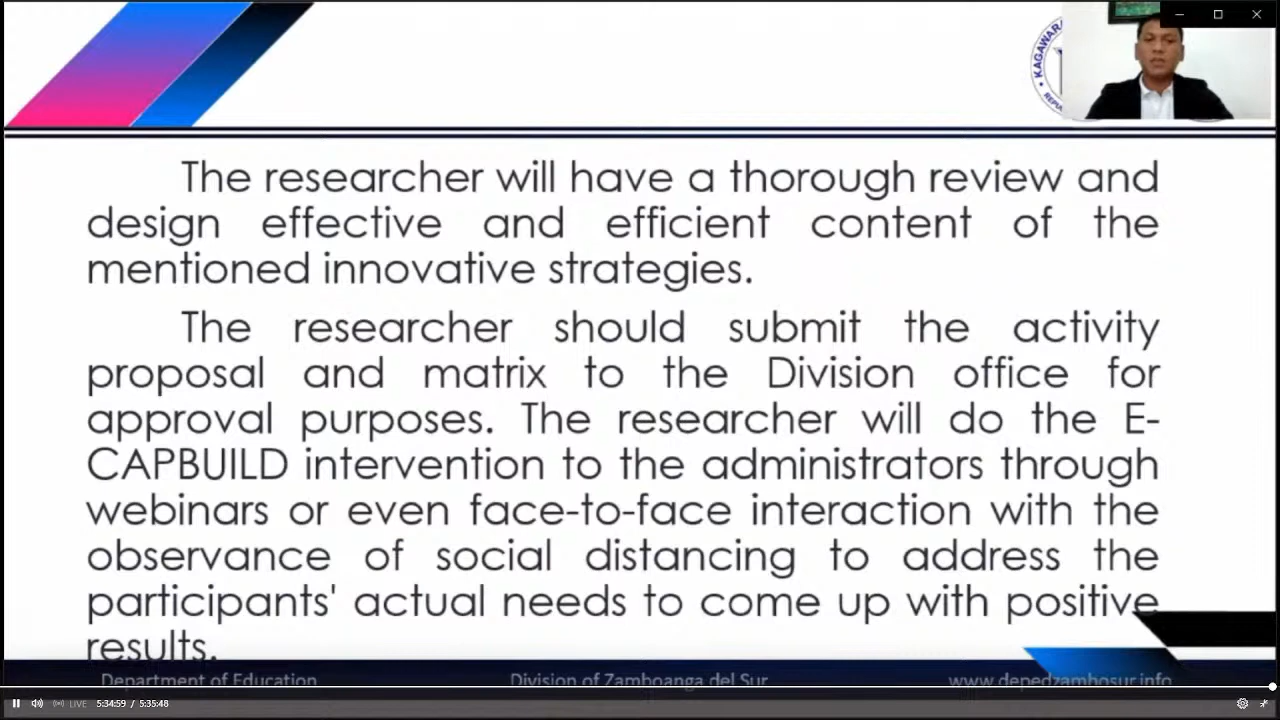 KAGAWARA
REPU
The researcher will have a thorough review and
design effective and efficient content of the
mentioned innovative strategies.
The researcher should submit the activity
proposal and matrix to the Division office for
approval purposes. The researcher will do the E-
CAPBUILD intervention to the administrators through
webinars or even face-to-face interaction with the
observance of social distancing to address the
participants' actual needs to come up with positive
results.
Department of Education Division of Zamboanga del Sur www.depedzambosur.info
LIVE 5:34:59 / 5:35:48